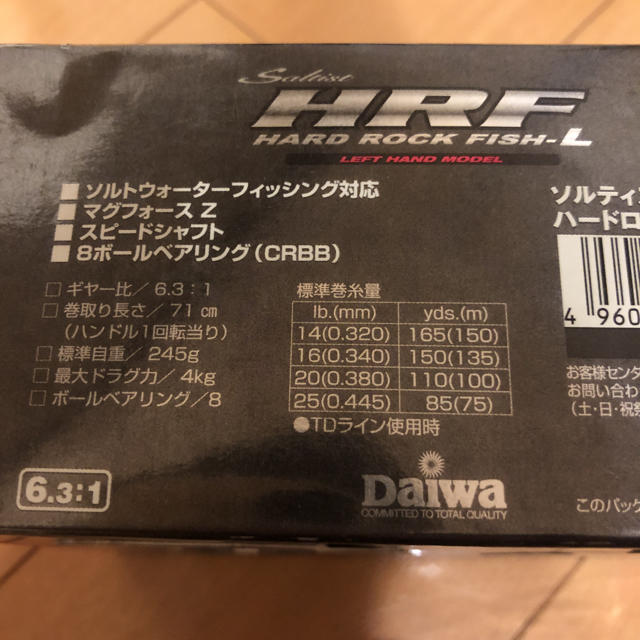 Saltist
HRF
HARD ROCK FISH-L
LEFT HAND MODEL
■ソルトウォーターフィッシング対応
■マグフォースZ
■スピードシャフト
■8ボールベアリング(CRBB)
□ギヤー比/6.3:1
□巻取り長さ/71cm
(ハンドル1回転当り)
□標準自重/245g
□最大ドラグ力/4kg
□ボールベアリング/8
標準巻糸量
lb.(mm) yds.(m)
14(0.320) 165(150)
16(0.340) 150(135)
20(0.380) 110(100)
25(0.445) 85(75)
●TDライン使用時
6.3:1
Daiwa
COMMITTED TO TOTAL QUALITY
ソルティ
ハードロ
4 960
お客様センタ
お問い合わ
(土・日・祝祭
このパッケ